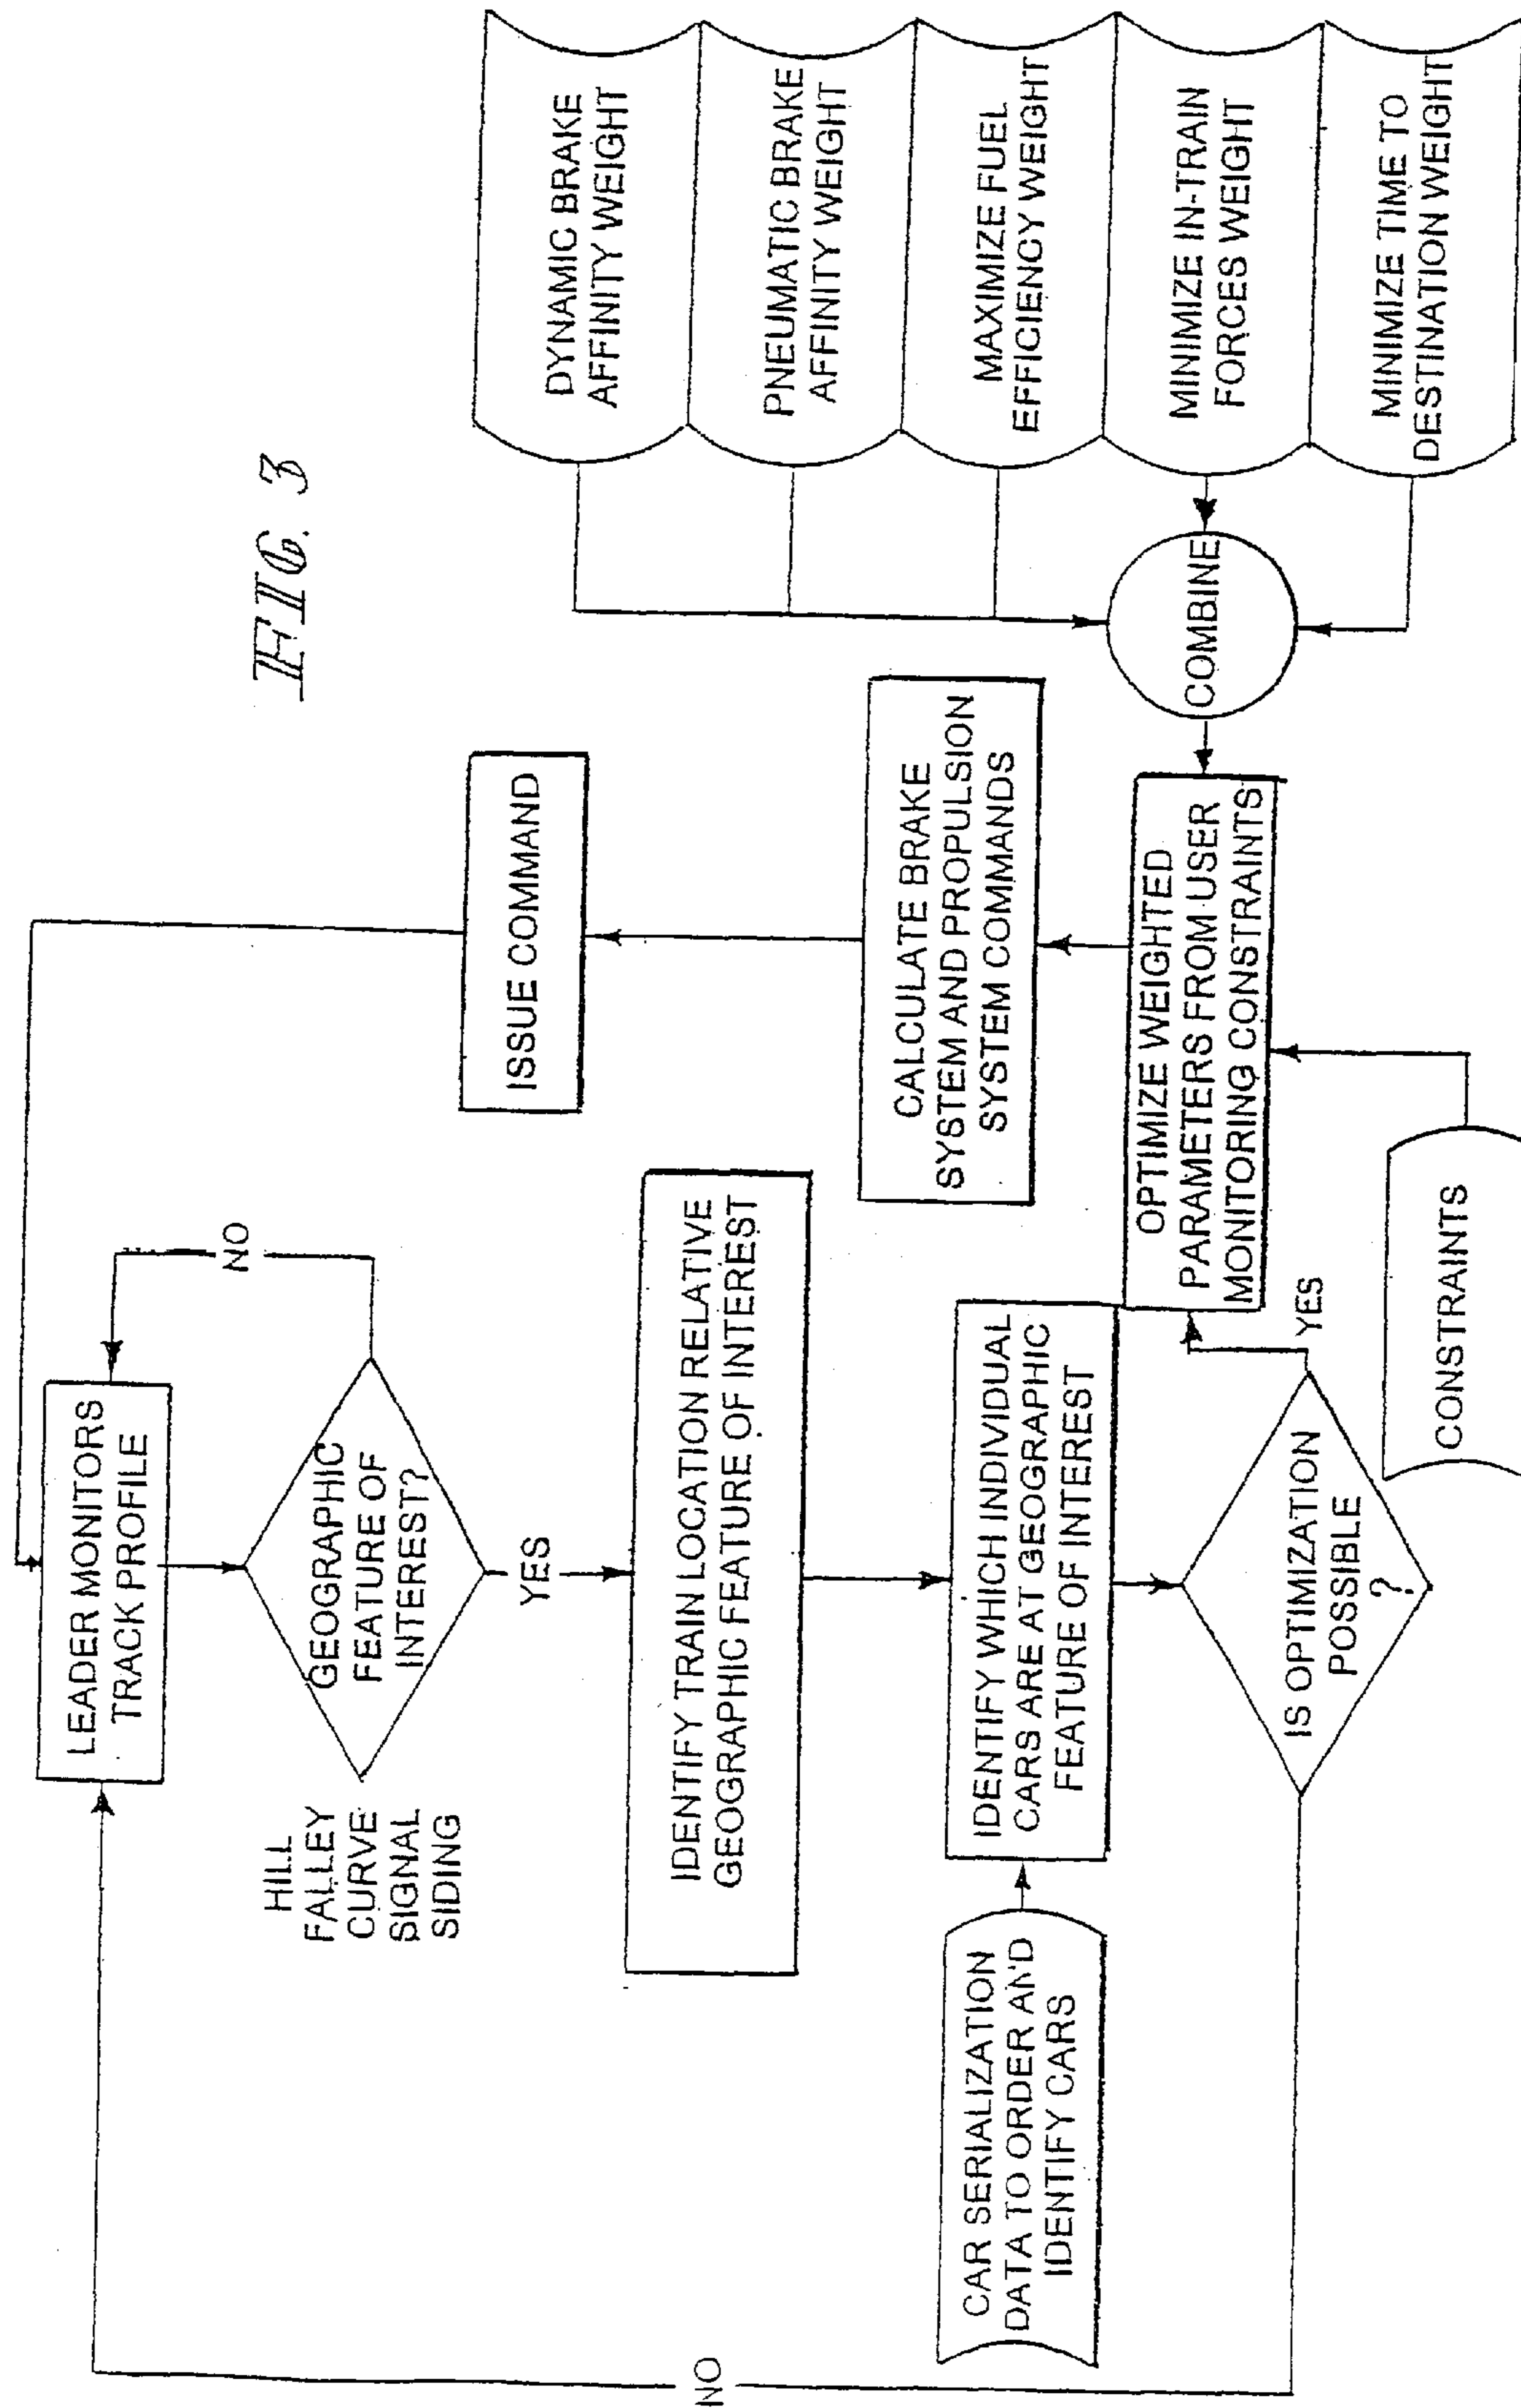 FIG. 3
LEADER MONITORS
TRACK PROFILE
NO
GEOGRAPHIC
FEATURE OF
INTEREST?
HILL
FALLEY
CURVE
SIGNAL
SIDING
YES
IDENTIFY TRAIN LOCATION RELATIVE
GEOGRAPHIC FEATURE OF INTEREST
CAR SERIALIZATION
DATA TO ORDER AND
IDENTIFY CARS
IDENTIFY WHICH INDIVIDUAL
CARS ARE AT GEOGRAPHIC
FEATURE OF INTEREST
IS OPTIMIZATION
POSSIBLE
?
NO
YES
CONSTRAINTS
OPTIMIZE WEIGHTED
PARAMETERS FROM USER
MONITORING CONSTRAINTS
CALCULATE BRAKE
SYSTEM AND PROPULSION
SYSTEM COMMANDS
ISSUE COMMAND
COMBINE
DYNAMIC BRAKE
AFFINITY WEIGHT
PNEUMATIC BRAKE
AFFINITY WEIGHT
MAXIMIZE FUEL
EFFICIENCY WEIGHT
MINIMIZE IN-TRAIN
FORCES WEIGHT
MINIMIZE TIME TO
DESTINATION WEIGHT